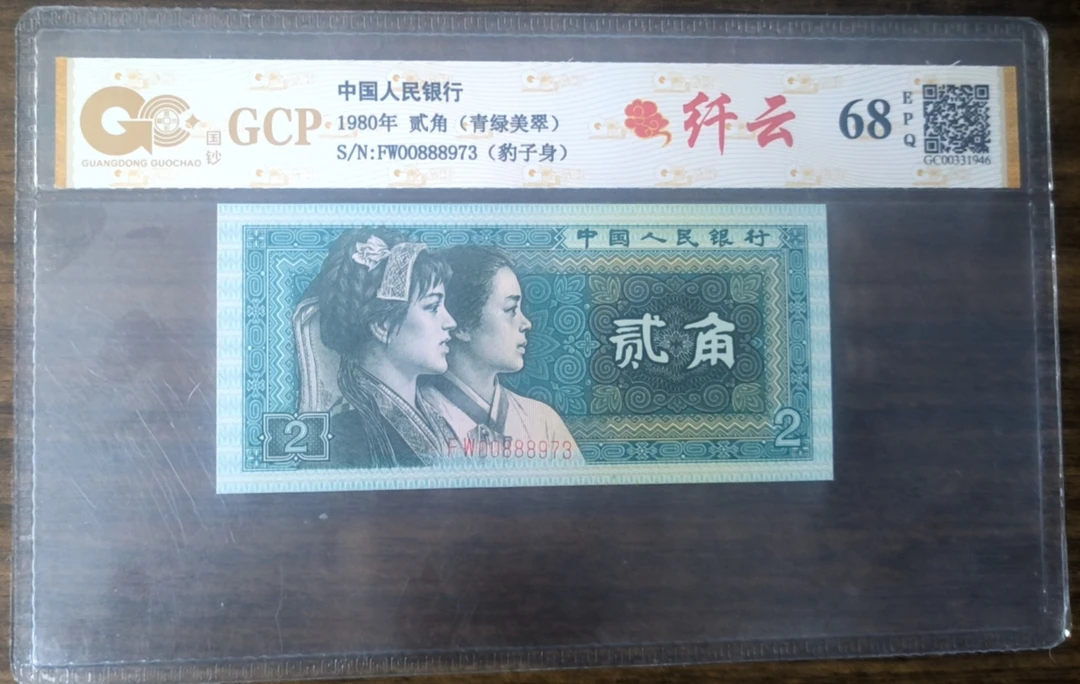 GUANGDONG GUOCHAO
国钞
GCP
中国人民银行
1980年 贰角（青绿美翠）
S/N:FW00888973（豹子身）
纤云
68
EPQ
GC00331946
中国人民银行
贰角
2
2
FW00888973